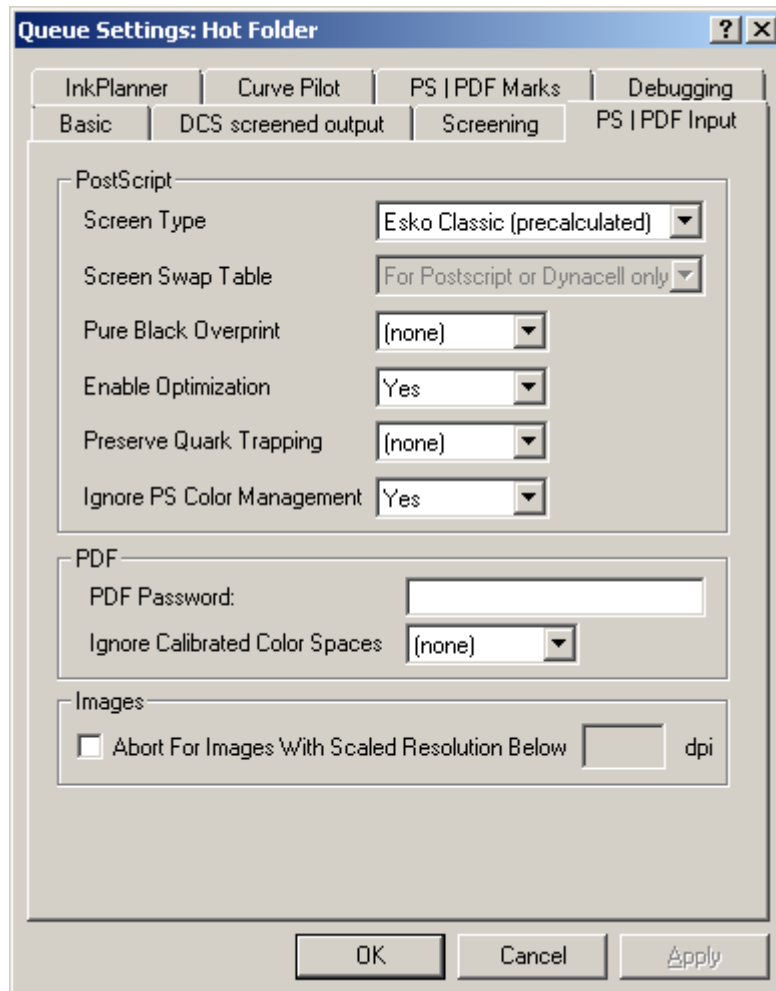 Queue Settings: Hot Folder
InkPlanner Curve Pilot PS | PDF Marks Debugging
Basic DCS screened output Screening PS | PDF Input
PostScript
Screen Type Esko Classic (precalculated)
Screen Swap Table For Postscript or Dynacell only
Pure Black Overprint (none)
Enable Optimization Yes
Preserve Quark Trapping (none)
Ignore PS Color Management Yes
PDF
PDF Password:
Ignore Calibrated Color Spaces (none)
Images
Abort For Images With Scaled Resolution Below dpi
OK Cancel Apply